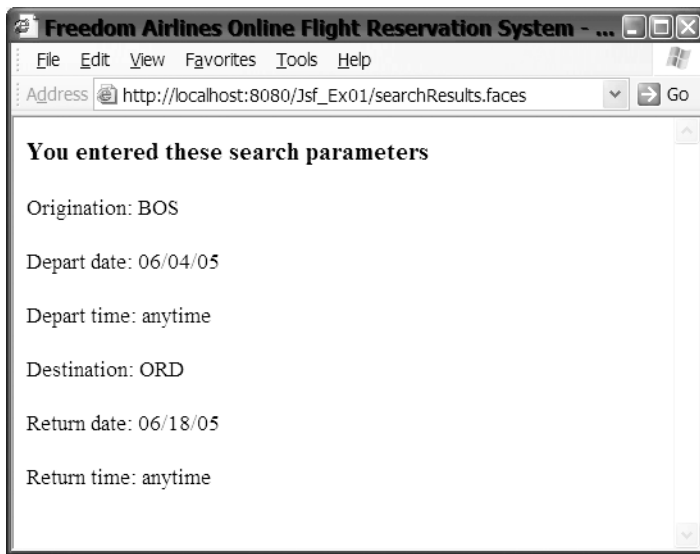 Freedom Airlines Online Flight Reservation System - ...
File Edit View Favorites Tools Help
Address http://localhost:8080/Jsf_Ex01/searchResults.faces Go
You entered these search parameters
Origination: BOS
Depart date: 06/04/05
Depart time: anytime
Destination: ORD
Return date: 06/18/05
Return time: anytime